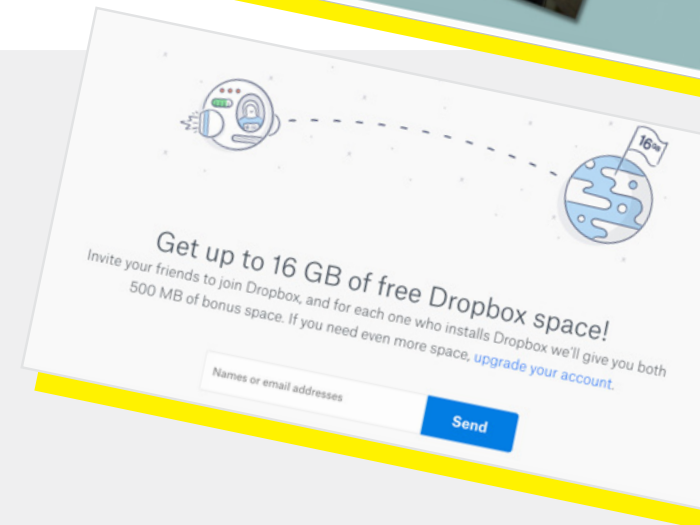 16GB
Get up to 16 GB of free Dropbox space!
Invite your friends to join Dropbox, and for each one who installs Dropbox we'll give you both
500 MB of bonus space. If you need even more space, upgrade your account.
Names or email addresses
Send